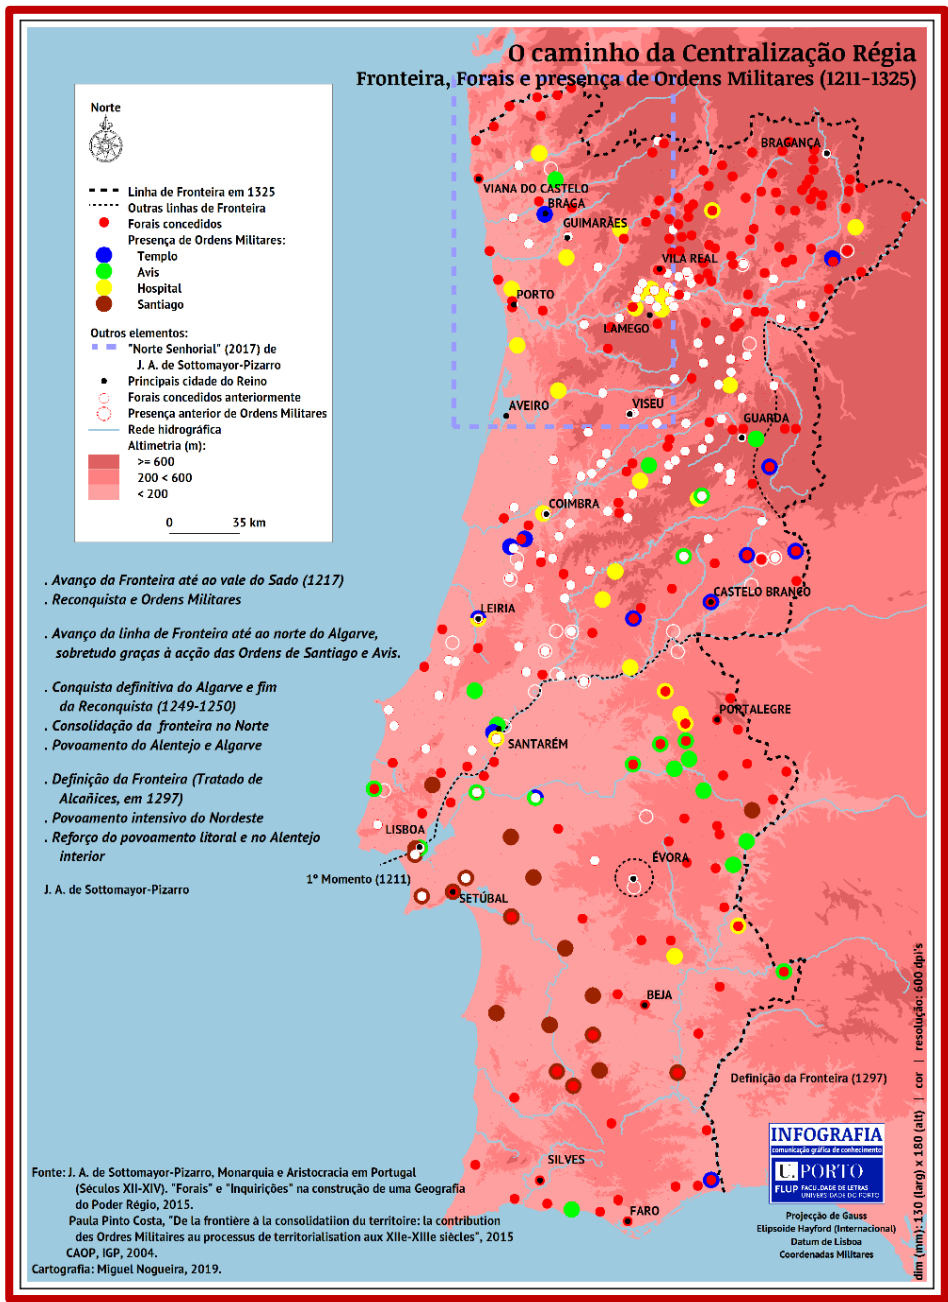 O caminho da Centralização Régia
Fronteira, Forais e presença de Ordens Militares (1211-1325)
Norte
Linha de Fronteira em 1325
Outras linhas de Fronteira
Forais concedidos
Presença de Ordens Militares:
Templo
Avis
Hospital
Santiago
Outros elementos:
"Norte Senhorial" (2017) de
J. A. de Sottomayor-Pizarro
Principais cidade do Reino
Forais concedidos anteriormente
Presença anterior de Ordens Militares
Rede hidrográfica
Altimetria (m):
>= 600
200 < 600
< 200
0 35 km
BRAGANÇA
VIANA DO CASTELO
BRAGA
GUIMARÃES
VILA REAL
PORTO
LAMEGO
AVEIRO
VISEU
GUARDA
COIMBRA
CASTELO BRANCO
LEIRIA
PORTALEGRE
SANTARÉM
LISBOA
ÉVORA
1º Momento (1211)
SETÚBAL
BEJA
Definição da Fronteira (1297)
SILVES
FARO
. Avanço da Fronteira até ao vale do Sado (1217)
. Reconquista e Ordens Militares
. Avanço da linha de Fronteira até ao norte do Algarve,
sobretudo graças à acção das Ordens de Santiago e Avis.
. Conquista definitiva do Algarve e fim
da Reconquista (1249-1250)
. Consolidação da fronteira no Norte
. Povoamento do Alentejo e Algarve
. Definição da Fronteira (Tratado de
Alcañices, em 1297)
. Povoamento intensivo do Nordeste
. Reforço do povoamento litoral e no Alentejo
interior
J. A. de Sottomayor-Pizarro
Fonte: J. A. de Sottomayor-Pizarro, Monarquia e Aristocracia em Portugal
(Séculos XII-XIV). "Forais" e "Inquirições" na construção de uma Geografia
do Poder Régio, 2015.
Paula Pinto Costa, "De la frontière à la consolidatiion du territoire: la contribution
des Ordres Militaires au processus de territorialisation aux XIIe-XIIIe siècles", 2015
CAOP, IGP, 2004.
Cartografia: Miguel Nogueira, 2019.
INFOGRAFIA
comunicação gráfica de conhecimento
U. PORTO
FLUP FACULDADE DE LETRAS
UNIVERSIDADE DO PORTO
Projecção de Gauss
Elipsoide Hayford (Internacional)
Datum de Lisboa
Coordenadas Militares
dim (mm): 130 (larg) x 180 (alt) | cor | resolução: 600 dpi's